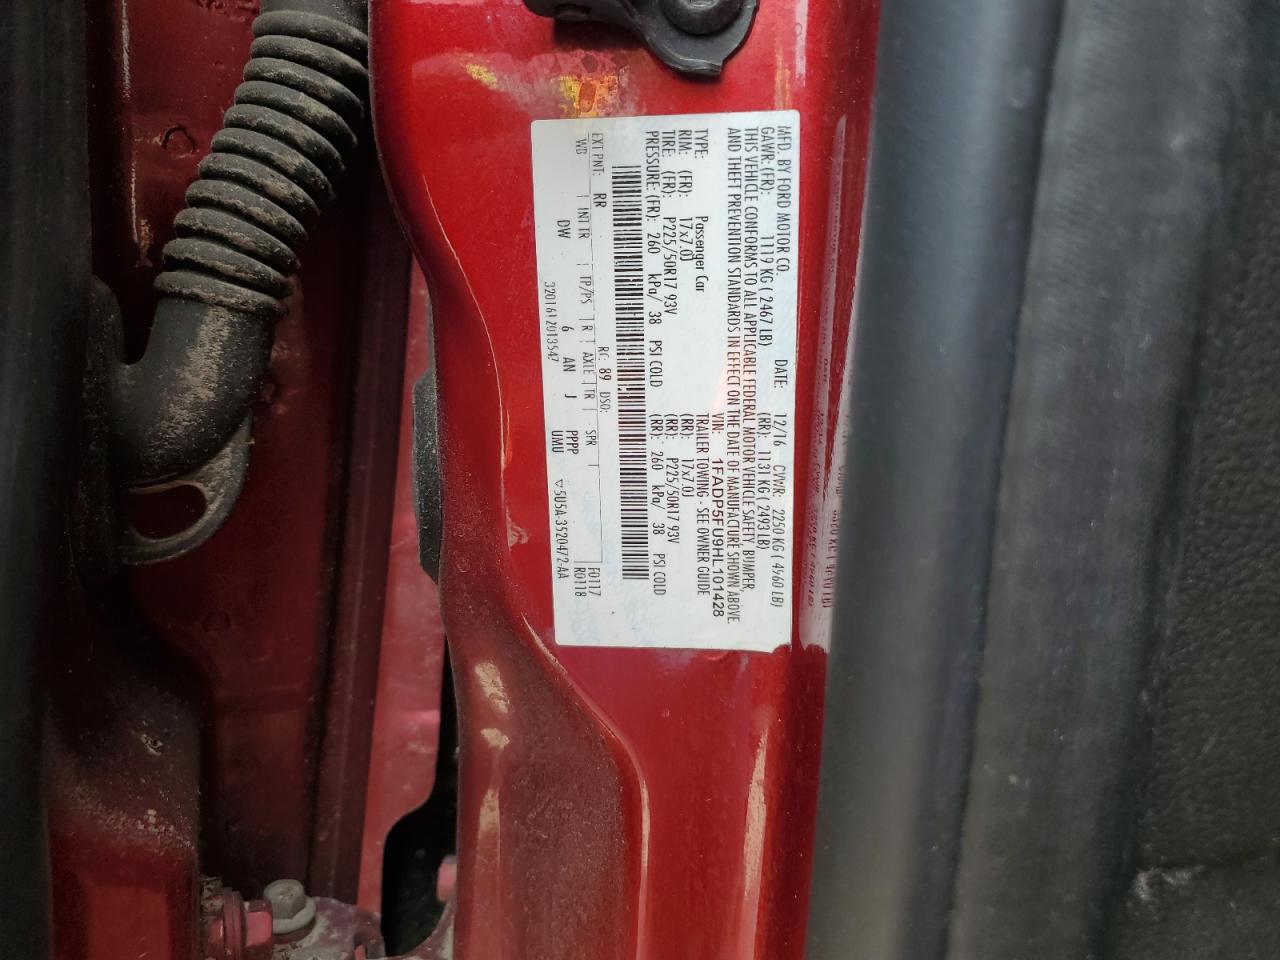 MFD. BY FORD MOTOR CO.
DATE: 12/16 GVWR: 2250 KG ( 4960 LB)
GAWR: (FR): 1119 KG ( 2467 LB) (RR): 1131 KG ( 2493 LB)
THIS VEHICLE CONFORMS TO ALL APPLICABLE FEDERAL MOTOR VEHICLE SAFETY, BUMPER,
AND THEFT PREVENTION STANDARDS IN EFFECT ON THE DATE OF MANUFACTURE SHOWN ABOVE.
VIN: 1FADP5FU9HL101428
TYPE: Passenger Car TRAILER TOWING - SEE OWNER GUIDE
RIM: (FR): 17x7.0J (RR): 17x7.0J
TIRE: (FR): P225/50R17 93V (RR): P225/50R17 93V
PRESSURE: (FR): 260 kPa/ 38 PSI COLD (RR): 260 kPa/ 38 PSI COLD
EXT PNT: RR RC: 89 DSO: F0117
WB INT TR TP/PS R AXLE TR SPR R0118
DW 6 AN J PPPP
UMU
3201612013547 5U5A-3520472-AA